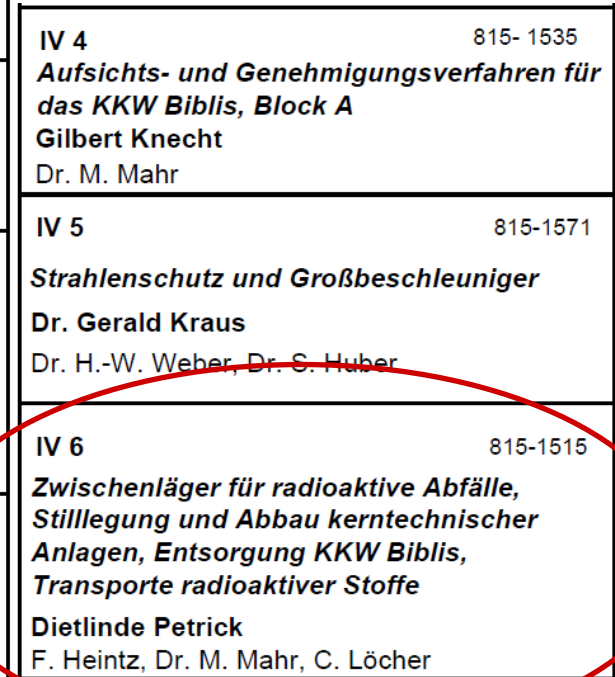 IV 4 815- 1535
Aufsichts- und Genehmigungsverfahren für
das KKW Biblis, Block A
Gilbert Knecht
Dr. M. Mahr
IV 5 815-1571
Strahlenschutz und Großbeschleuniger
Dr. Gerald Kraus
Dr. H.-W. Weber, Dr. S. Huber
IV 6 815-1515
Zwischenläger für radioaktive Abfälle,
Stilllegung und Abbau kerntechnischer
Anlagen, Entsorgung KKW Biblis,
Transporte radioaktiver Stoffe
Dietlinde Petrick
F. Heintz, Dr. M. Mahr, C. Löcher